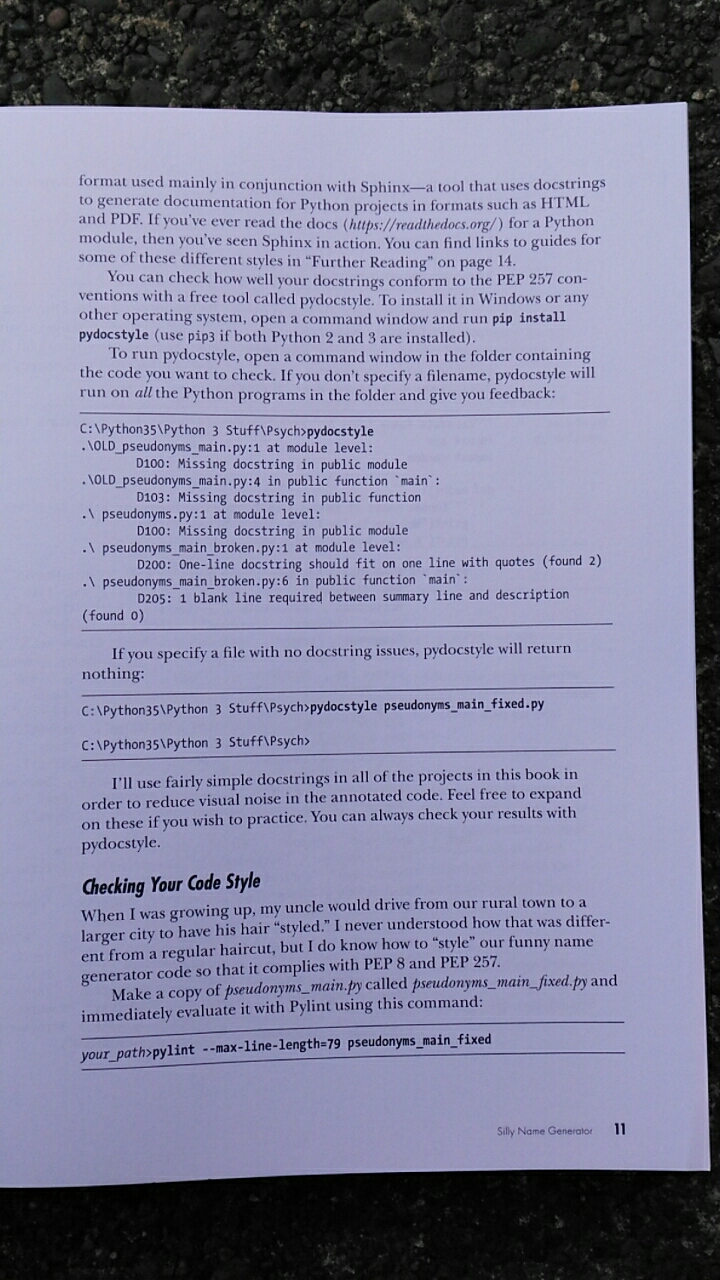 format used mainly in conjunction with Sphinx—a tool that uses docstrings
to generate documentation for Python projects in formats such as HTML
and PDF. If you've ever read the docs (https://readthedocs.org/) for a Python
module, then you've seen Sphinx in action. You can find links to guides for
some of these different styles in “Further Reading” on page 14.
You can check how well your docstrings conform to the PEP 257 con-
ventions with a free tool called pydocstyle. To install it in Windows or any
other operating system, open a command window and run pip install
pydocstyle (use pip3 if both Python 2 and 3 are installed).
To run pydocstyle, open a command window in the folder containing
the code you want to check. If you don't specify a filename, pydocstyle will
run on all the Python programs in the folder and give you feedback:
C:\Python35\Python 3 Stuff\Psych>pydocstyle
.\OLD_pseudonyms_main.py:1 at module level:
D100: Missing docstring in public module
.\OLD_pseudonyms_main.py:4 in public function `main`:
D103: Missing docstring in public function
.\ pseudonyms.py:1 at module level:
D100: Missing docstring in public module
.\ pseudonyms_main_broken.py:1 at module level:
D200: One-line docstring should fit on one line with quotes (found 2)
.\ pseudonyms_main_broken.py:6 in public function `main`:
D205: 1 blank line required between summary line and description
(found 0)
If you specify a file with no docstring issues, pydocstyle will return
nothing:
C:\Python35\Python 3 Stuff\Psych>pydocstyle pseudonyms_main_fixed.py
C:\Python35\Python 3 Stuff\Psych>
I'll use fairly simple docstrings in all of the projects in this book in
order to reduce visual noise in the annotated code. Feel free to expand
on these if you wish to practice. You can always check your results with
pydocstyle.
Checking Your Code Style
When I was growing up, my uncle would drive from our rural town to a
larger city to have his hair “styled.” I never understood how that was differ-
ent from a regular haircut, but I do know how to “style” our funny name
generator code so that it complies with PEP 8 and PEP 257.
Make a copy of pseudonyms_main.py called pseudonyms_main_fixed.py and
immediately evaluate it with Pylint using this command:
your_path>pylint --max-line-length=79 pseudonyms_main_fixed
Silly Name Generator 11